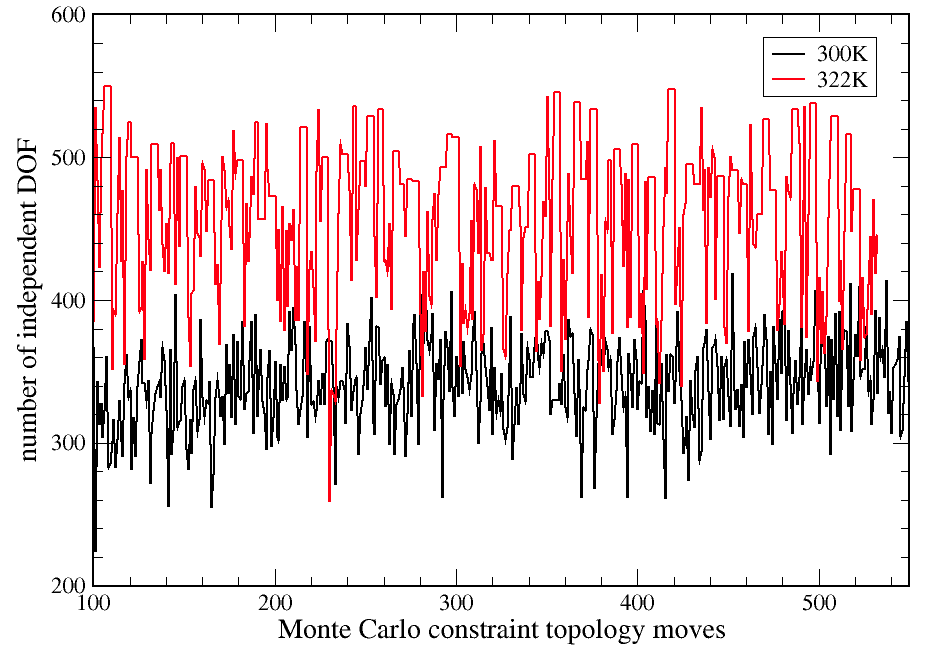 600
500
400
300
200
number of independent DOF
300K
322K
100
200
300
400
500
Monte Carlo constraint topology moves